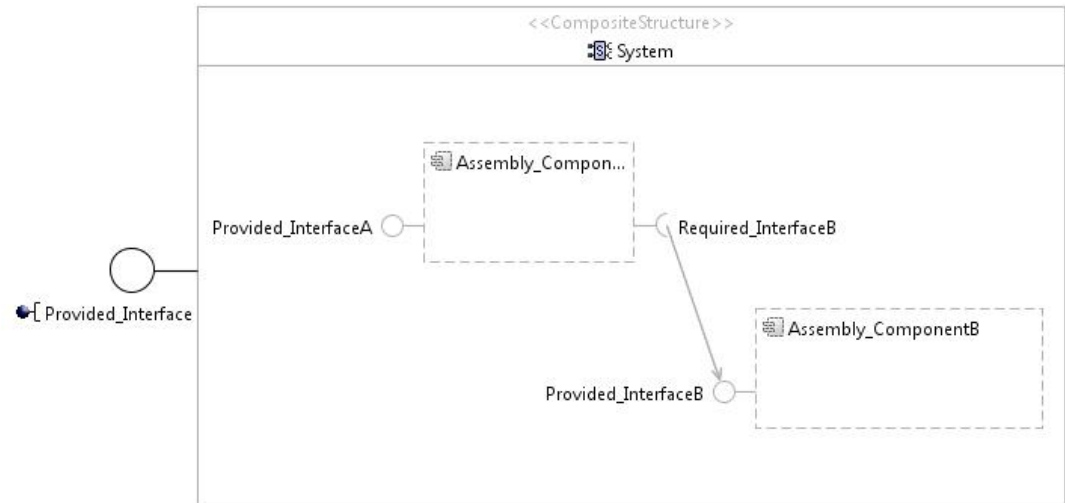 <<CompositeStructure>>
System
Assembly_Compon...
Provided_InterfaceA
Required_InterfaceB
Provided_Interface
Assembly_ComponentB
Provided_InterfaceB